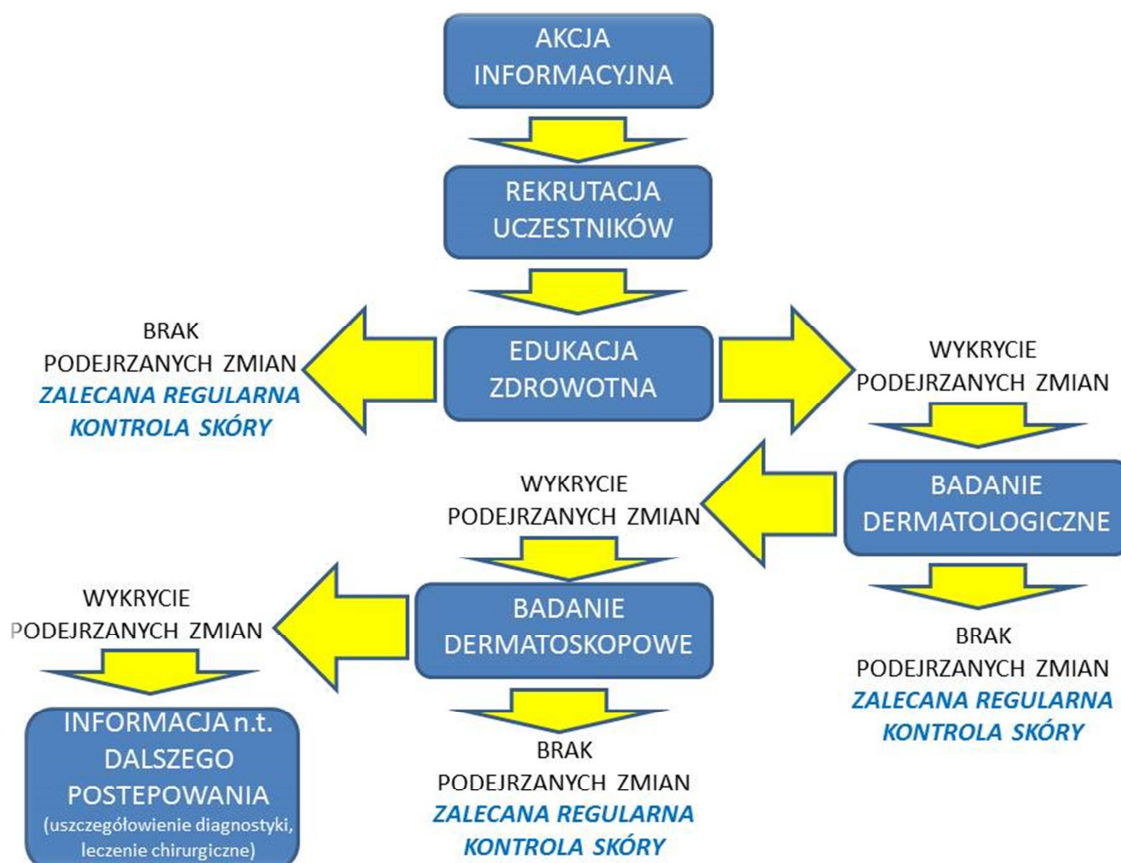 AKCJA
INFORMACYJNA
REKRUTACJA
UCZESTNIKÓW
EDUKACJA
ZDROWOTNA
BRAK
PODEJRZANYCH ZMIAN
ZALECANA REGULARNA
KONTROLA SKÓRY
WYKRYCIE
PODEJRZANYCH ZMIAN
BADANIE
DERMATOLOGICZNE
BRAK
PODEJRZANYCH ZMIAN
ZALECANA REGULARNA
KONTROLA SKÓRY
WYKRYCIE
PODEJRZANYCH ZMIAN
BADANIE
DERMATOSKOPOWE
BRAK
PODEJRZANYCH ZMIAN
ZALECANA REGULARNA
KONTROLA SKÓRY
WYKRYCIE
PODEJRZANYCH ZMIAN
INFORMACJA n.t.
DALSZEGO
POSTEPOWANIA
(uszczegółowienie diagnostyki,
leczenie chirurgiczne)